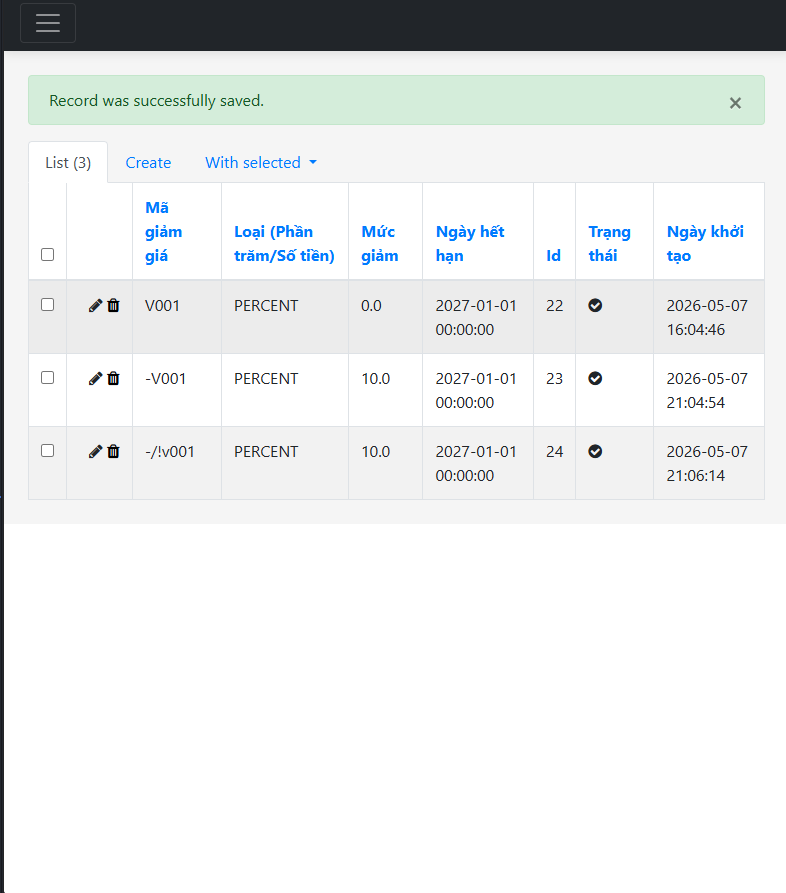 Record was successfully saved.
×
List (3) Create With selected
Mã giảm giá Loại (Phần trăm/Số tiền) Mức giảm Ngày hết hạn Id Trạng thái Ngày khởi tạo
V001 PERCENT 0.0 2027-01-01 00:00:00 22 2026-05-07 16:04:46
-V001 PERCENT 10.0 2027-01-01 00:00:00 23 2026-05-07 21:04:54
-/!v001 PERCENT 10.0 2027-01-01 00:00:00 24 2026-05-07 21:06:14